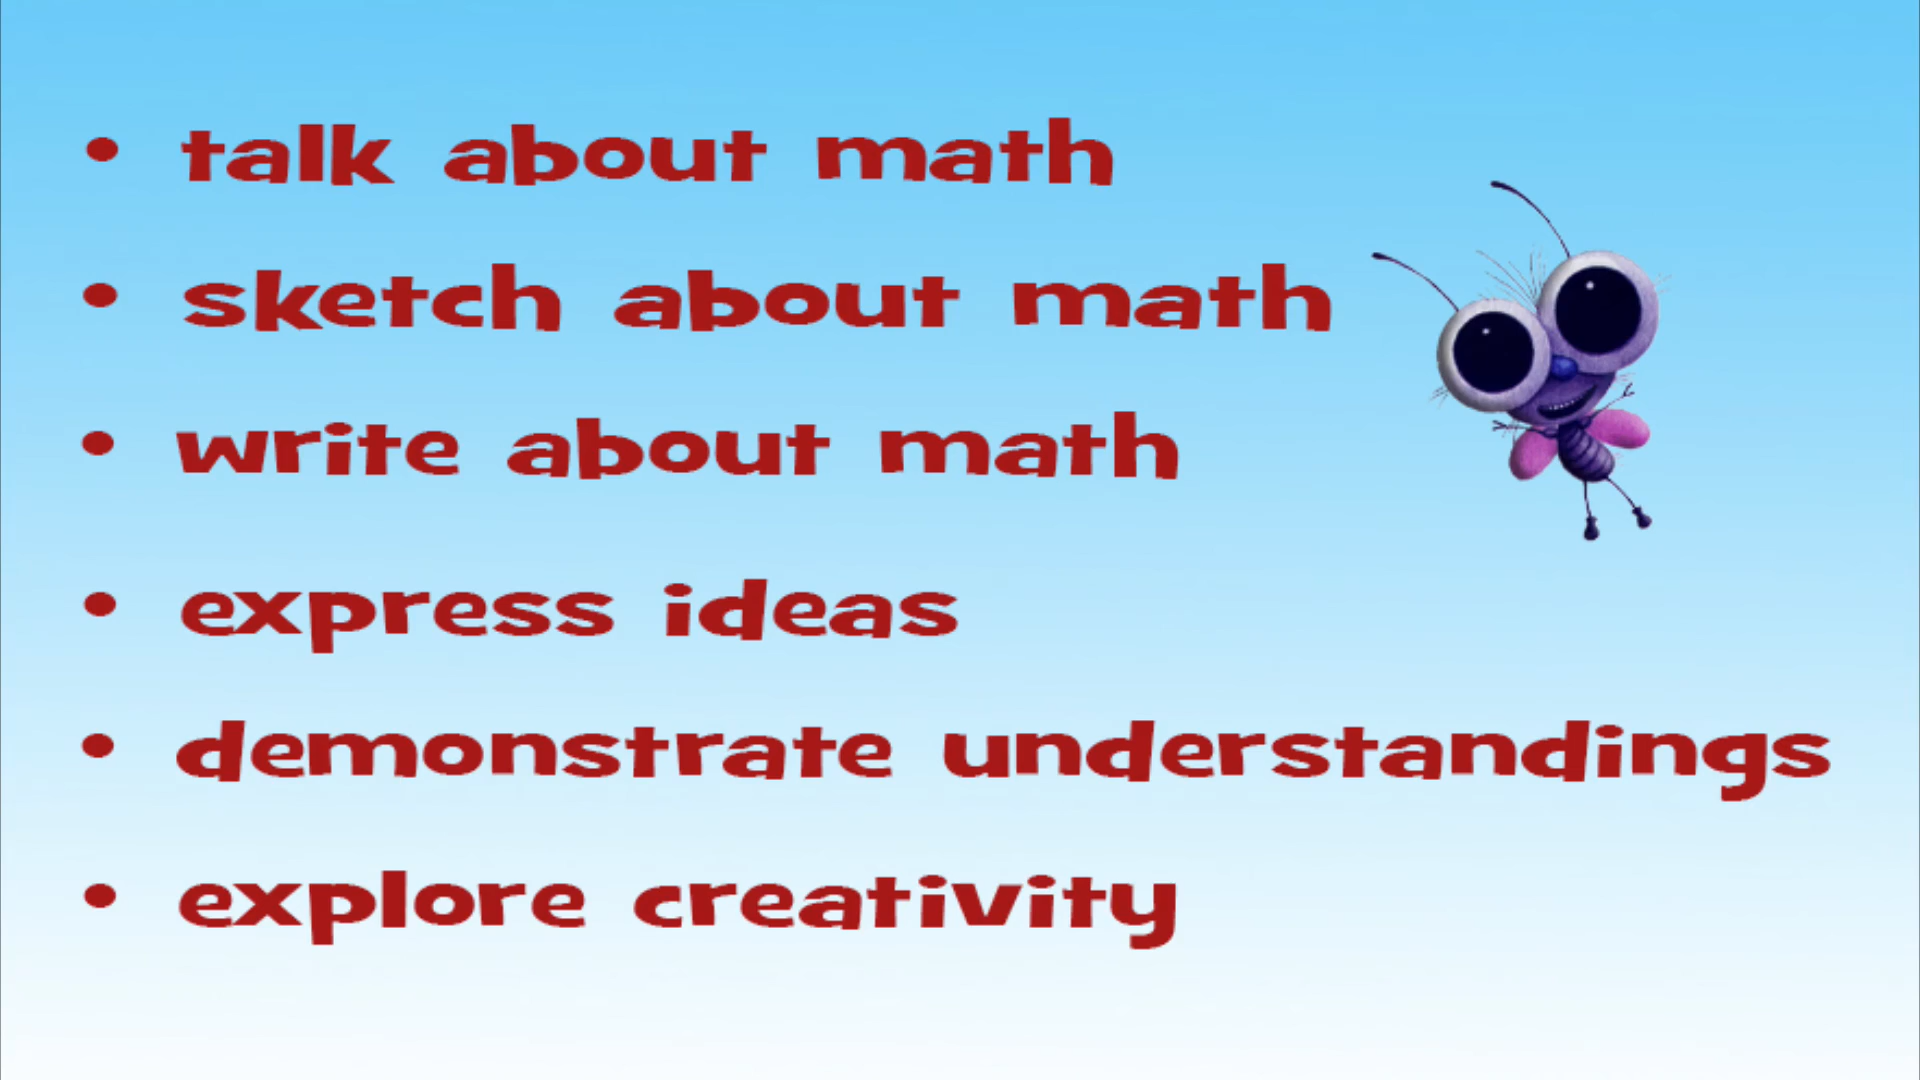 • talk about math
• sketch about math
• write about math
• express ideas
• demonstrate understandings
• explore creativity